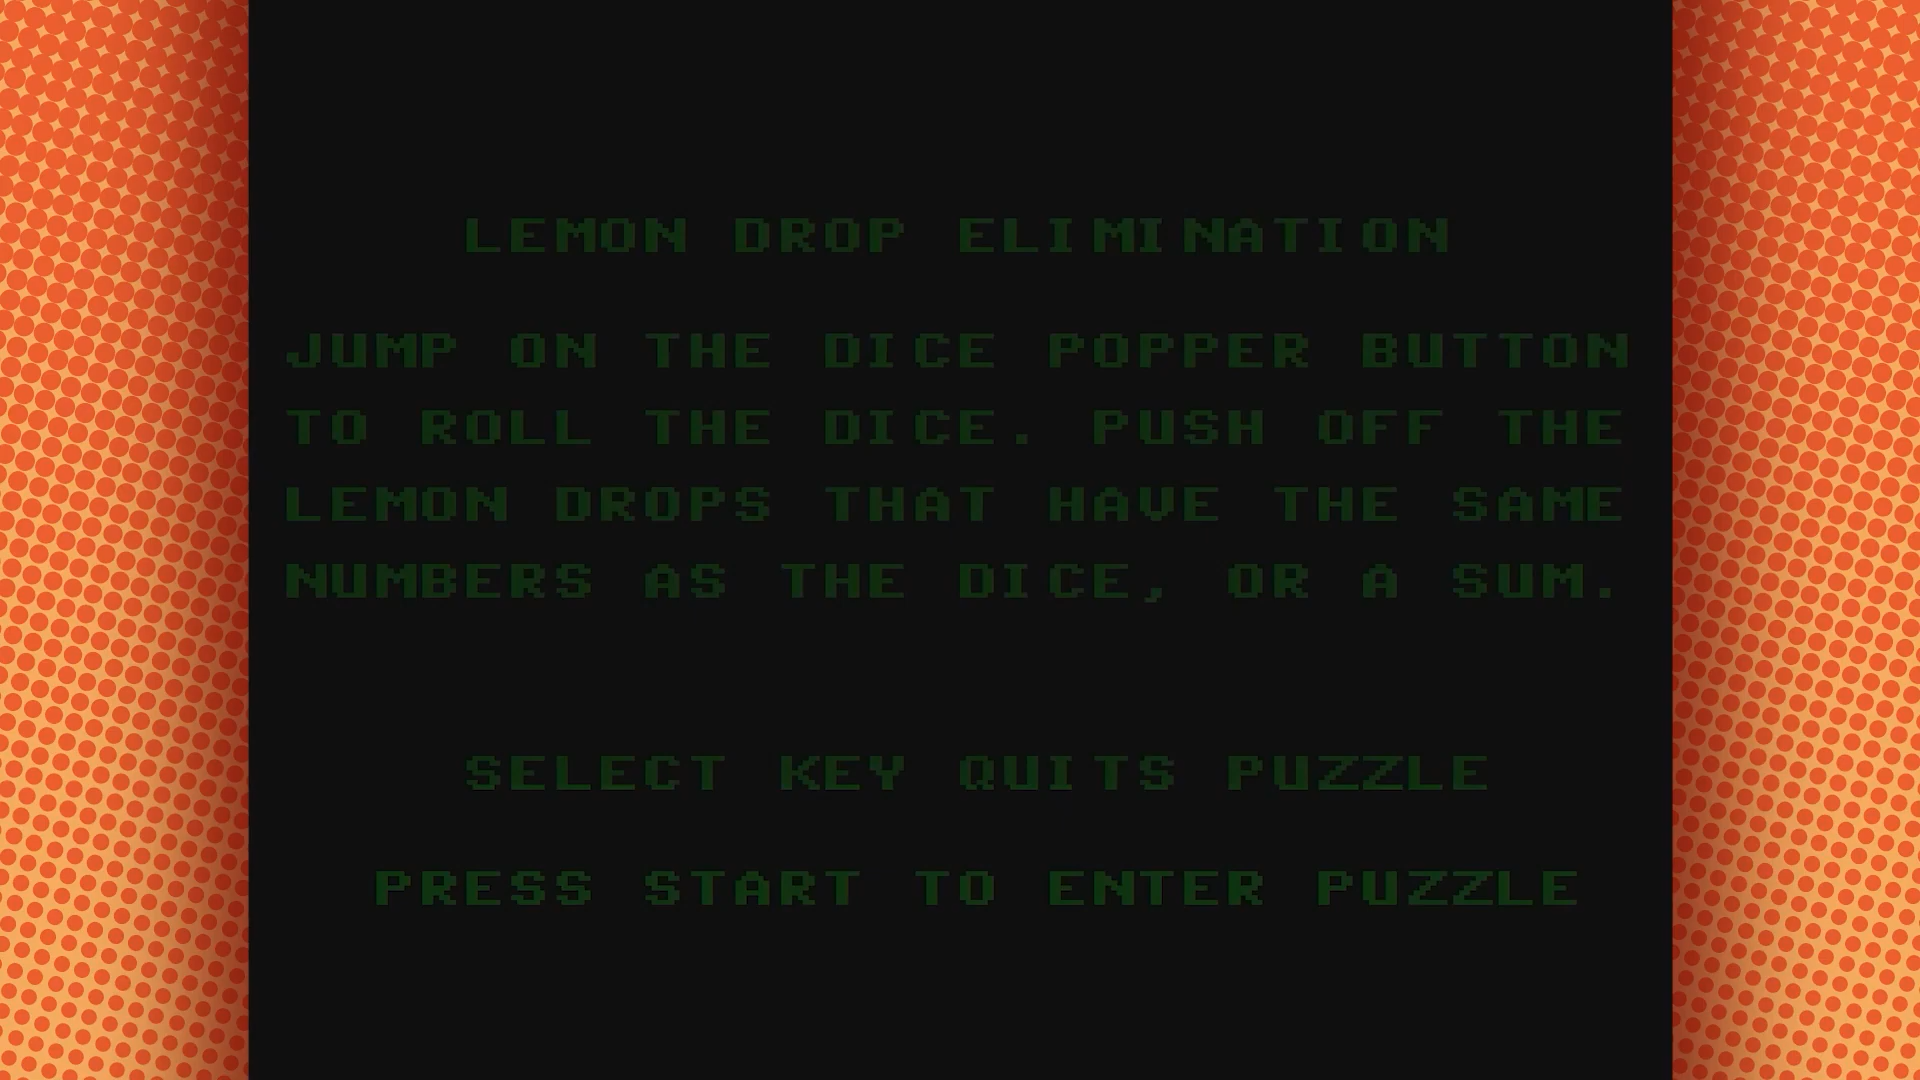 LEMON DROP ELIMINATION
JUMP ON THE DICE POPPER BUTTON
TO ROLL THE DICE. PUSH OFF THE
LEMON DROPS THAT HAVE THE SAME
NUMBERS AS THE DICE, OR A SUM.
SELECT KEY QUITS PUZZLE
PRESS START TO ENTER PUZZLE